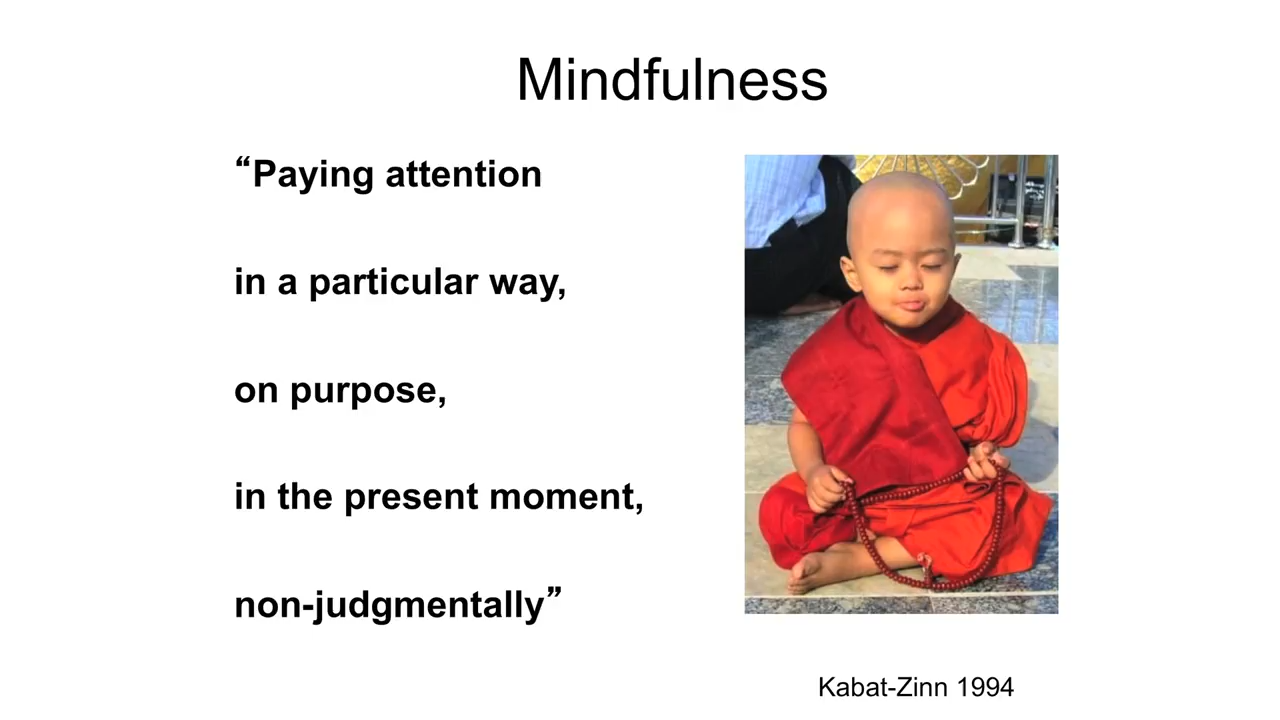 Mindfulness
“Paying attention
in a particular way,
on purpose,
in the present moment,
non-judgmentally”
Kabat-Zinn 1994